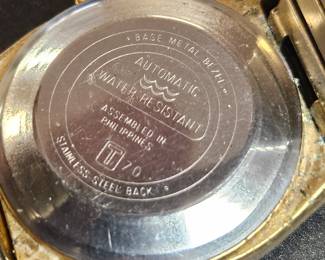 BASE METAL BEZEL
AUTOMATIC
WATER RESISTANT
ASSEMBLED IN
PHILIPPINES
70
STAINLESS STEEL BACK